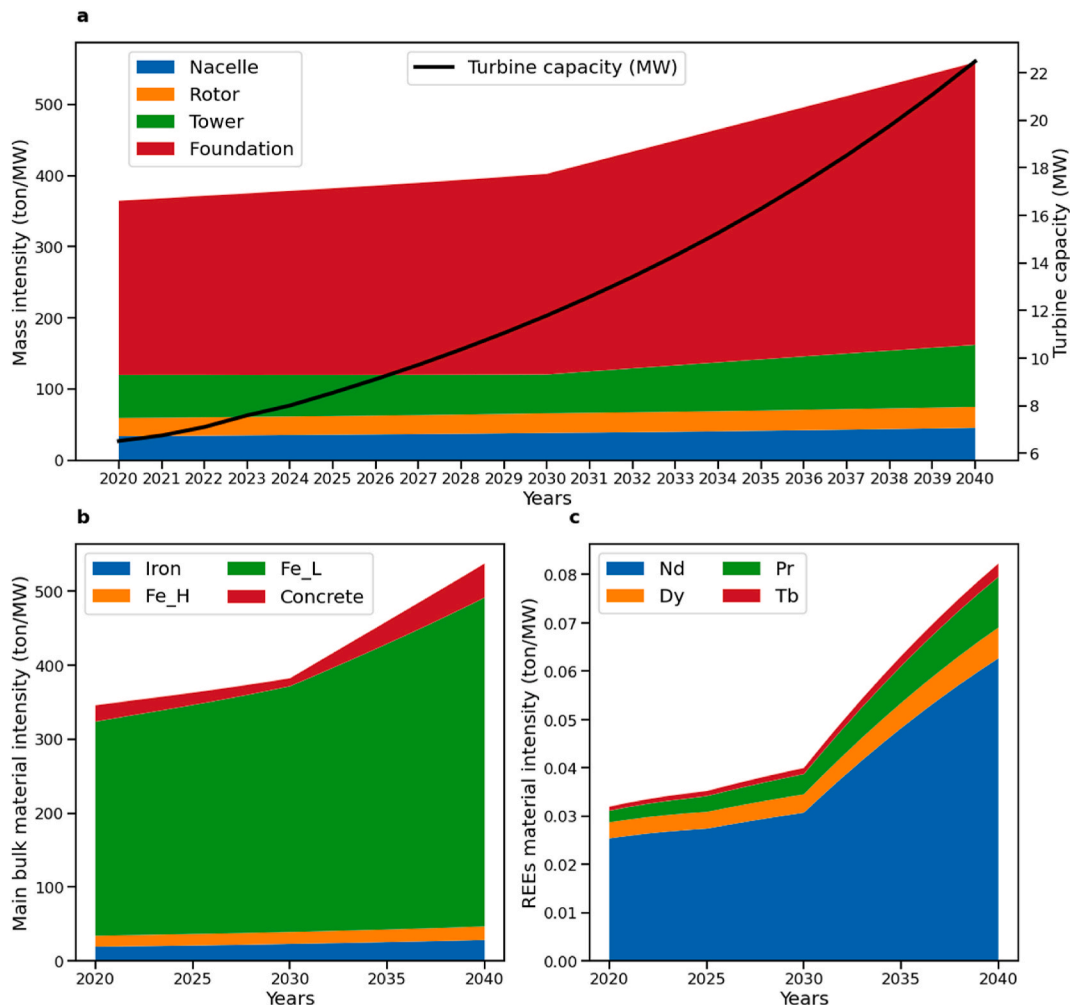 a
Nacelle
Rotor
Tower
Foundation
Turbine capacity (MW)
Mass intensity (ton/MW)
0
100
200
300
400
500
Turbine capacity (MW)
22
20
18
16
14
12
10
8
6
2020 2021 2022 2023 2024 2025 2026 2027 2028 2029 2030 2031 2032 2033 2034 2035 2036 2037 2038 2039 2040
Years
b
Iron
Fe_H
Fe_L
Concrete
Main bulk material intensity (ton/MW)
500
400
300
200
100
0
2020 2025 2030 2035 2040
Years
c
Nd
Dy
Pr
Tb
REEs material intensity (ton/MW)
0.08
0.07
0.06
0.05
0.04
0.03
0.02
0.01
0.00
2020 2025 2030 2035 2040
Years